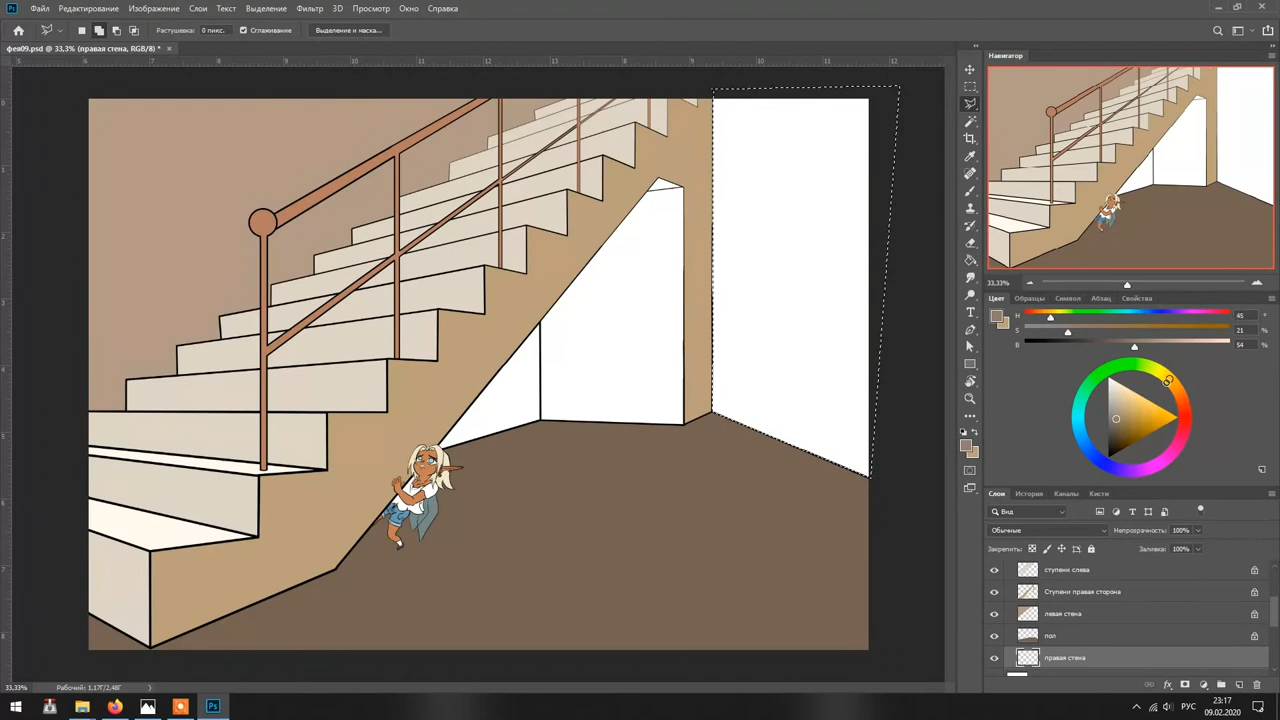 Ps Файл Редактирование Изображение Слои Текст Выделение Фильтр 3D Просмотр Окно Справка
Растушевка: 0 пикс. Сглаживание Выделение и маска...
фея09.psd @ 33,3% (правая стена, RGB/8) * ×
Навигатор
33,33%
Цвет Образцы Символ Абзац Свойства
H 45 °
S 21 %
B 54 %
Слои История Каналы Кисти
Вид
Обычные Непрозрачность: 100%
Закрепить: Заливка: 100%
ступени слева
Ступени правая сторона
левая стена
пол
правая стена
33,33% Рабочий: 1,17Г/2,48Г
Ps РУС 23:17
09.02.2020